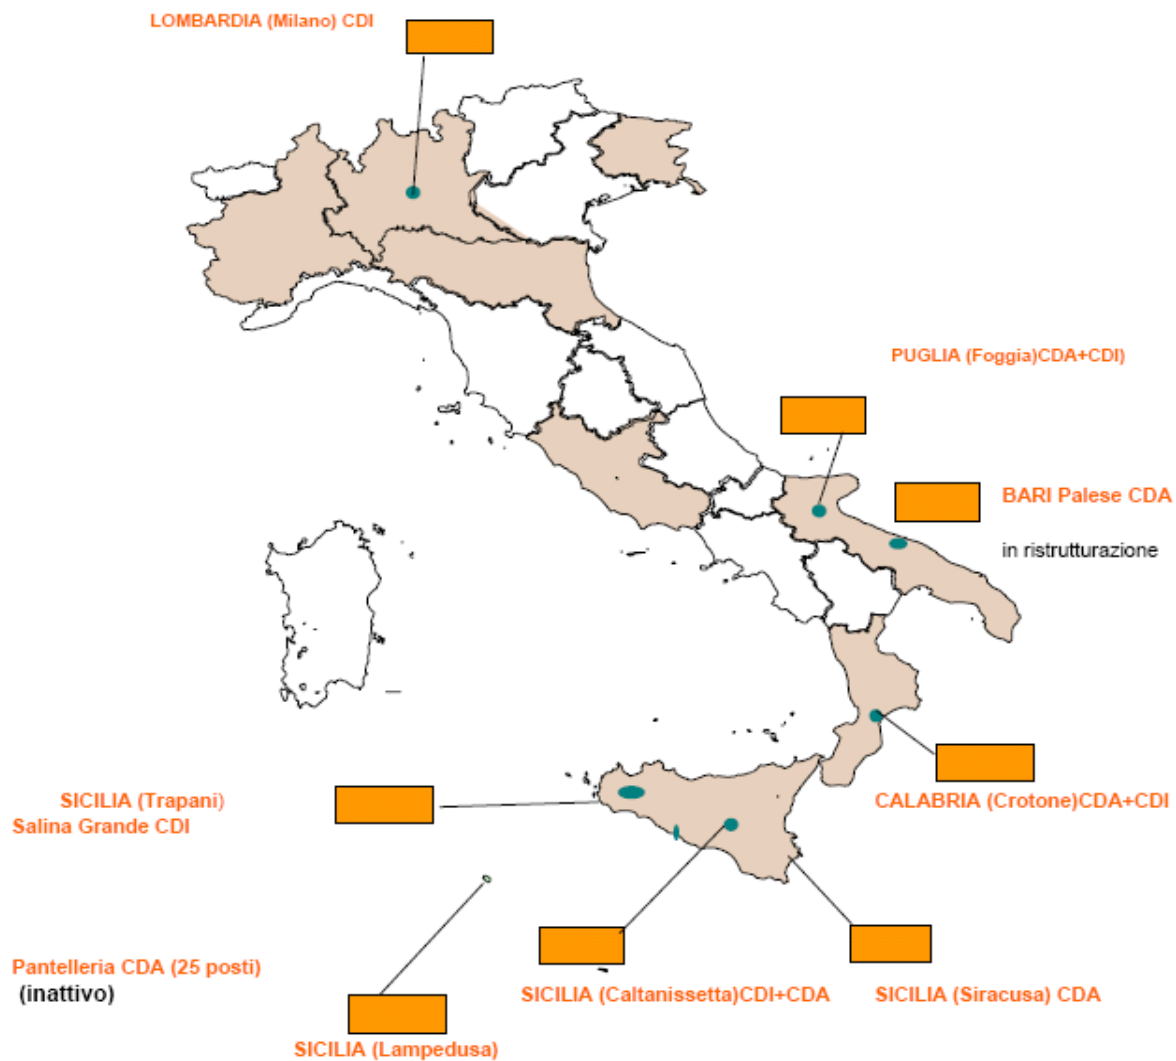 LOMBARDIA (Milano) CDI
PUGLIA (Foggia)CDA+CDI)
BARI Palese CDA
in ristrutturazione
SICILIA (Trapani)
Salina Grande CDI
CALABRIA (Crotone)CDA+CDI
Pantelleria CDA (25 posti)
(inattivo)
SICILIA (Caltanissetta)CDI+CDA
SICILIA (Siracusa) CDA
SICILIA (Lampedusa)